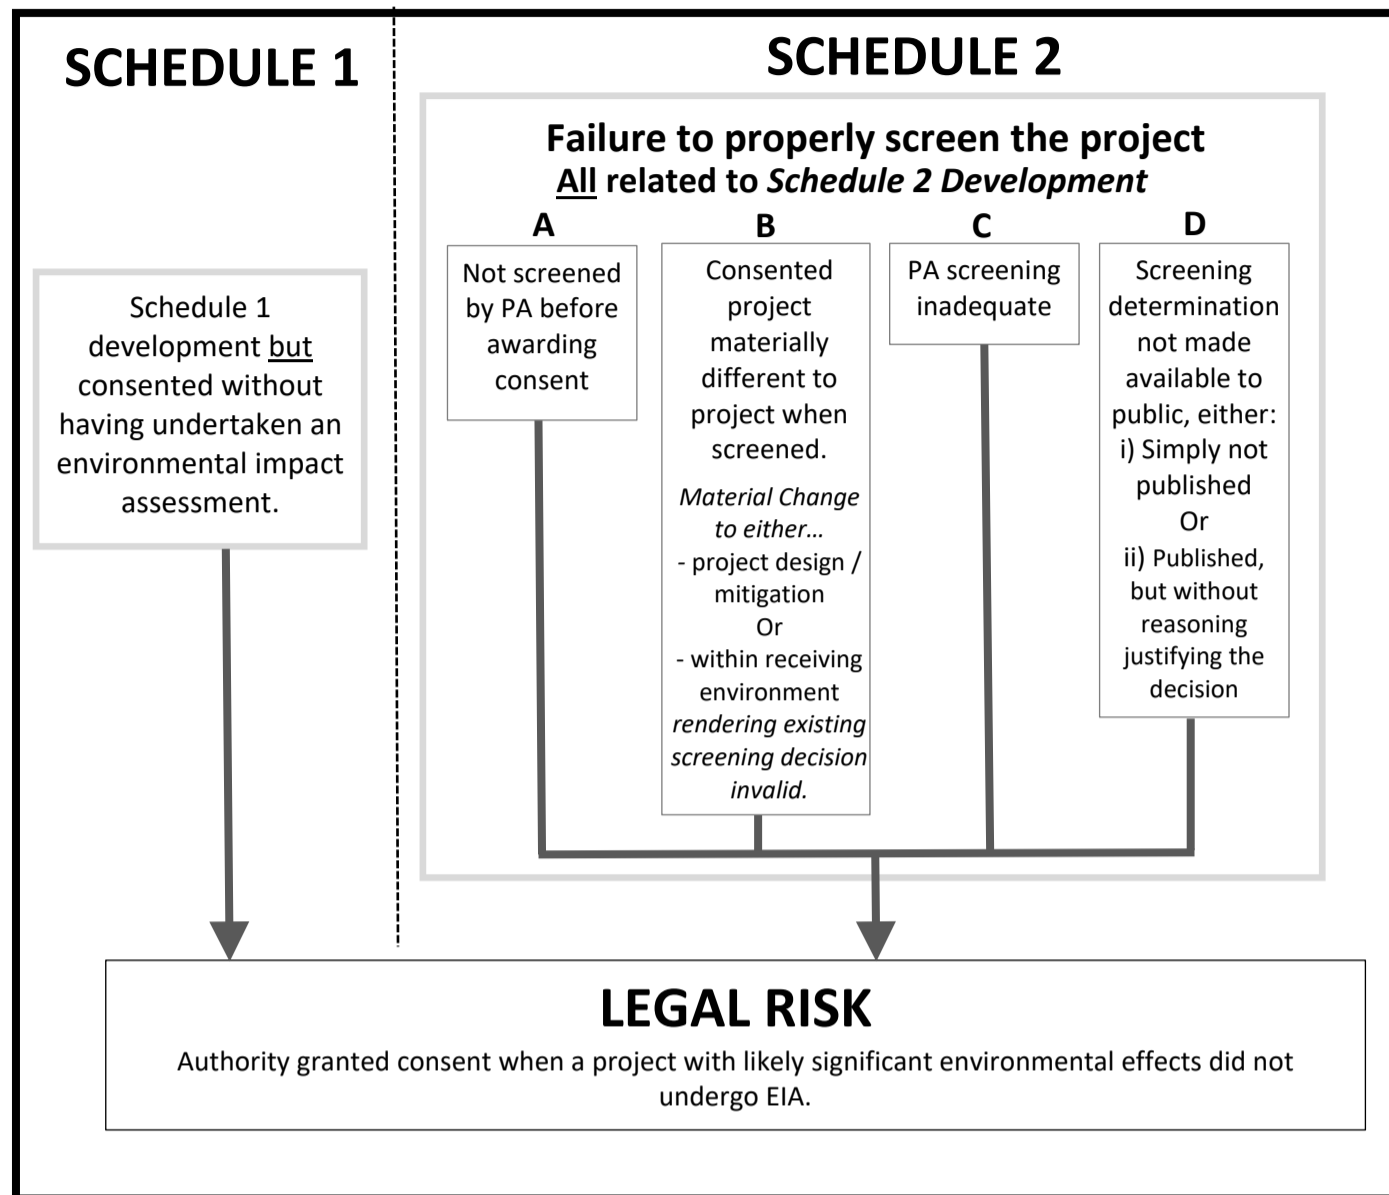 SCHEDULE 1
Schedule 1
development but
consented without
having undertaken an
environmental impact
assessment.
SCHEDULE 2
Failure to properly screen the project
All related to Schedule 2 Development
A
Not screened
by PA before
awarding
consent
B
Consented
project
materially
different to
project when
screened.
Material Change
to either...
- project design /
mitigation
Or
- within receiving
environment
rendering existing
screening decision
invalid.
C
PA screening
inadequate
D
Screening
determination
not made
available to
public, either:
i) Simply not
published
Or
ii) Published,
but without
reasoning
justifying the
decision
LEGAL RISK
Authority granted consent when a project with likely significant environmental effects did not
undergo EIA.